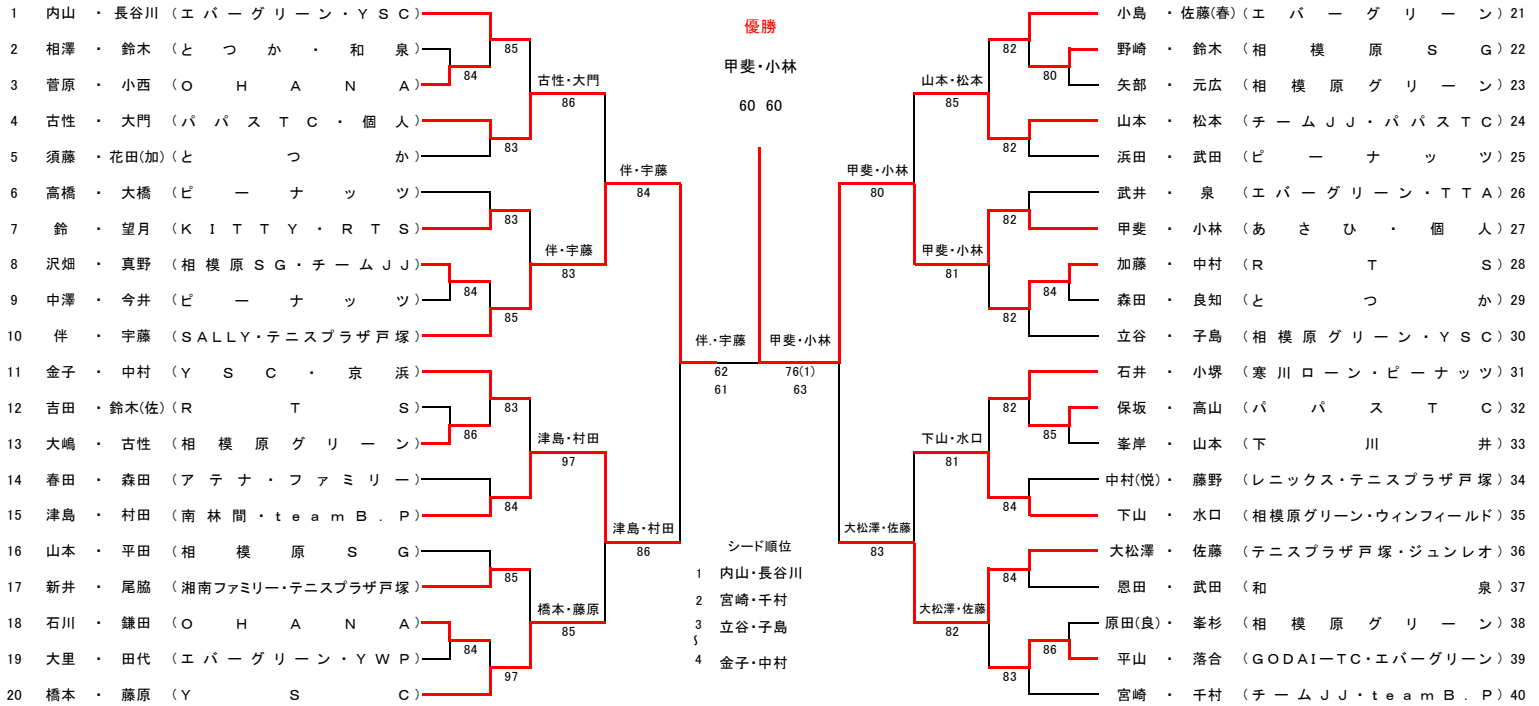 優勝
甲斐・小林
60 60
1 内山 ・ 長谷川 (エバーグリーン・YSC)
2 相澤 ・ 鈴木 (とつか・和泉)
3 菅原 ・ 小西 (OHANA)
4 古性 ・ 大門 (パパスTC・個人)
5 須藤 ・ 花田(加) (とつか)
6 高橋 ・ 大橋 (ピーナッツ)
7 鈴 ・ 望月 (KITTY・RTS)
8 沢畑 ・ 真野 (相模原SG・チームJJ)
9 中澤 ・ 今井 (ピーナッツ)
10 伴 ・ 宇藤 (SALLY・テニスプラザ戸塚)
11 金子 ・ 中村 (YSC・京浜)
12 吉田 ・ 鈴木(佐) (RTS)
13 大嶋 ・ 古性 (相模原グリーン)
14 春田 ・ 森田 (アテナ・ファミリー)
15 津島 ・ 村田 (南林間・teamB.P)
16 山本 ・ 平田 (相模原SG)
17 新井 ・ 尾脇 (湘南ファミリー・テニスプラザ戸塚)
18 石川 ・ 鎌田 (OHANA)
19 大里 ・ 田代 (エバーグリーン・YWP)
20 橋本 ・ 藤原 (YSC)
85
84
83
83
84
85
83
86
84
85
84
97
古性・大門
86
伴・宇藤
83
津島・村田
97
橋本・藤原
85
伴・宇藤
84
津島・村田
86
伴.・宇藤
62
61
甲斐・小林
76(1)
63
甲斐・小林
80
大松澤・佐藤
83
山本・松本
85
甲斐・小林
81
下山・水口
81
大松澤・佐藤
82
82
80
82
82
84
82
82
85
84
84
86
83
小島 ・ 佐藤(春) (エバーグリーン) 21
野崎 ・ 鈴木 (相模原SG) 22
矢部 ・ 元広 (相模原グリーン) 23
山本 ・ 松本 (チームJJ・パパスTC) 24
浜田 ・ 武田 (ピーナッツ) 25
武井 ・ 泉 (エバーグリーン・TTA) 26
甲斐 ・ 小林 (あさひ・個人) 27
加藤 ・ 中村 (RTS) 28
森田 ・ 良知 (とつか) 29
立谷 ・ 子島 (相模原グリーン・YSC) 30
石井 ・ 小堺 (寒川ローン・ピーナッツ) 31
保坂 ・ 高山 (パパスTC) 32
峯岸 ・ 山本 (下川井) 33
中村(悦) ・ 藤野 (レニックス・テニスプラザ戸塚) 34
下山 ・ 水口 (相模原グリーン・ウィンフィールド) 35
大松澤 ・ 佐藤 (テニスプラザ戸塚・ジュンレオ) 36
恩田 ・ 武田 (和泉) 37
原田(良) ・ 峯杉 (相模原グリーン) 38
平山 ・ 落合 (GODAIーTC・エバーグリーン) 39
宮崎 ・ 千村 (チームJJ・teamB.P) 40
シード順位
1 内山・長谷川
2 宮崎・千村
3 立谷・子島
〜
4 金子・中村